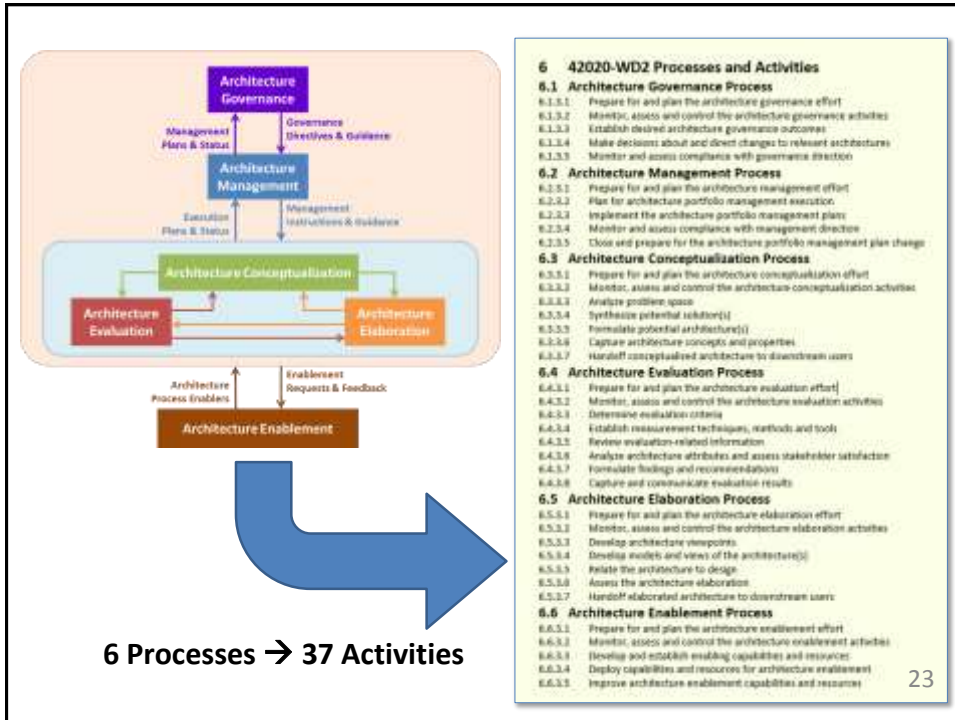 Architecture
Governance
Management
Plans & Status
Governance
Directives & Guidance
Architecture
Management
Execution
Plans & Status
Management
Instructions & Guidance
Architecture Conceptualization
Architecture
Evaluation
Architecture
Elaboration
Architecture
Process Enablers
Enablement
Requests & Feedback
Architecture Enablement
6 Processes → 37 Activities
6 42020-WD2 Processes and Activities
6.1 Architecture Governance Process
6.1.3.1 Prepare for and plan the architecture governance effort
6.1.3.2 Monitor, assess and control the architecture governance activities
6.1.3.3 Establish desired architecture governance outcomes
6.1.3.4 Make decisions about and direct changes to relevant architectures
6.1.3.5 Monitor and assess compliance with governance direction
6.2 Architecture Management Process
6.2.3.1 Prepare for and plan the architecture management effort
6.2.3.2 Plan for architecture portfolio management execution
6.2.3.3 Implement the architecture portfolio management plans
6.2.3.4 Monitor and assess compliance with management direction
6.2.3.5 Close and prepare for the architecture portfolio management plan change
6.3 Architecture Conceptualization Process
6.3.3.1 Prepare for and plan the architecture conceptualization effort
6.3.3.2 Monitor, assess and control the architecture conceptualization activities
6.3.3.3 Analyze problem space
6.3.3.4 Synthesize potential solution(s)
6.3.3.5 Formulate potential architecture(s)
6.3.3.6 Capture architecture concepts and properties
6.3.3.7 Handoff conceptualized architecture to downstream users
6.4 Architecture Evaluation Process
6.4.3.1 Prepare for and plan the architecture evaluation effort
6.4.3.2 Monitor, assess and control the architecture evaluation activities
6.4.3.3 Determine evaluation criteria
6.4.3.4 Establish measurement techniques, methods and tools
6.4.3.5 Review evaluation-related information
6.4.3.6 Analyze architecture attributes and assess stakeholder satisfaction
6.4.3.7 Formulate findings and recommendations
6.4.3.8 Capture and communicate evaluation results
6.5 Architecture Elaboration Process
6.5.3.1 Prepare for and plan the architecture elaboration effort
6.5.3.2 Monitor, assess and control the architecture elaboration activities
6.5.3.3 Develop architecture viewpoints
6.5.3.4 Develop models and views of the architecture(s)
6.5.3.5 Relate the architecture to design
6.5.3.6 Assess the architecture elaboration
6.5.3.7 Handoff elaborated architecture to downstream users
6.6 Architecture Enablement Process
6.6.3.1 Prepare for and plan the architecture enablement effort
6.6.3.2 Monitor, assess and control the architecture enablement activities
6.6.3.3 Develop and establish enabling capabilities and resources
6.6.3.4 Deploy capabilities and resources for architecture enablement
6.6.3.5 Improve architecture enablement capabilities and resources
23